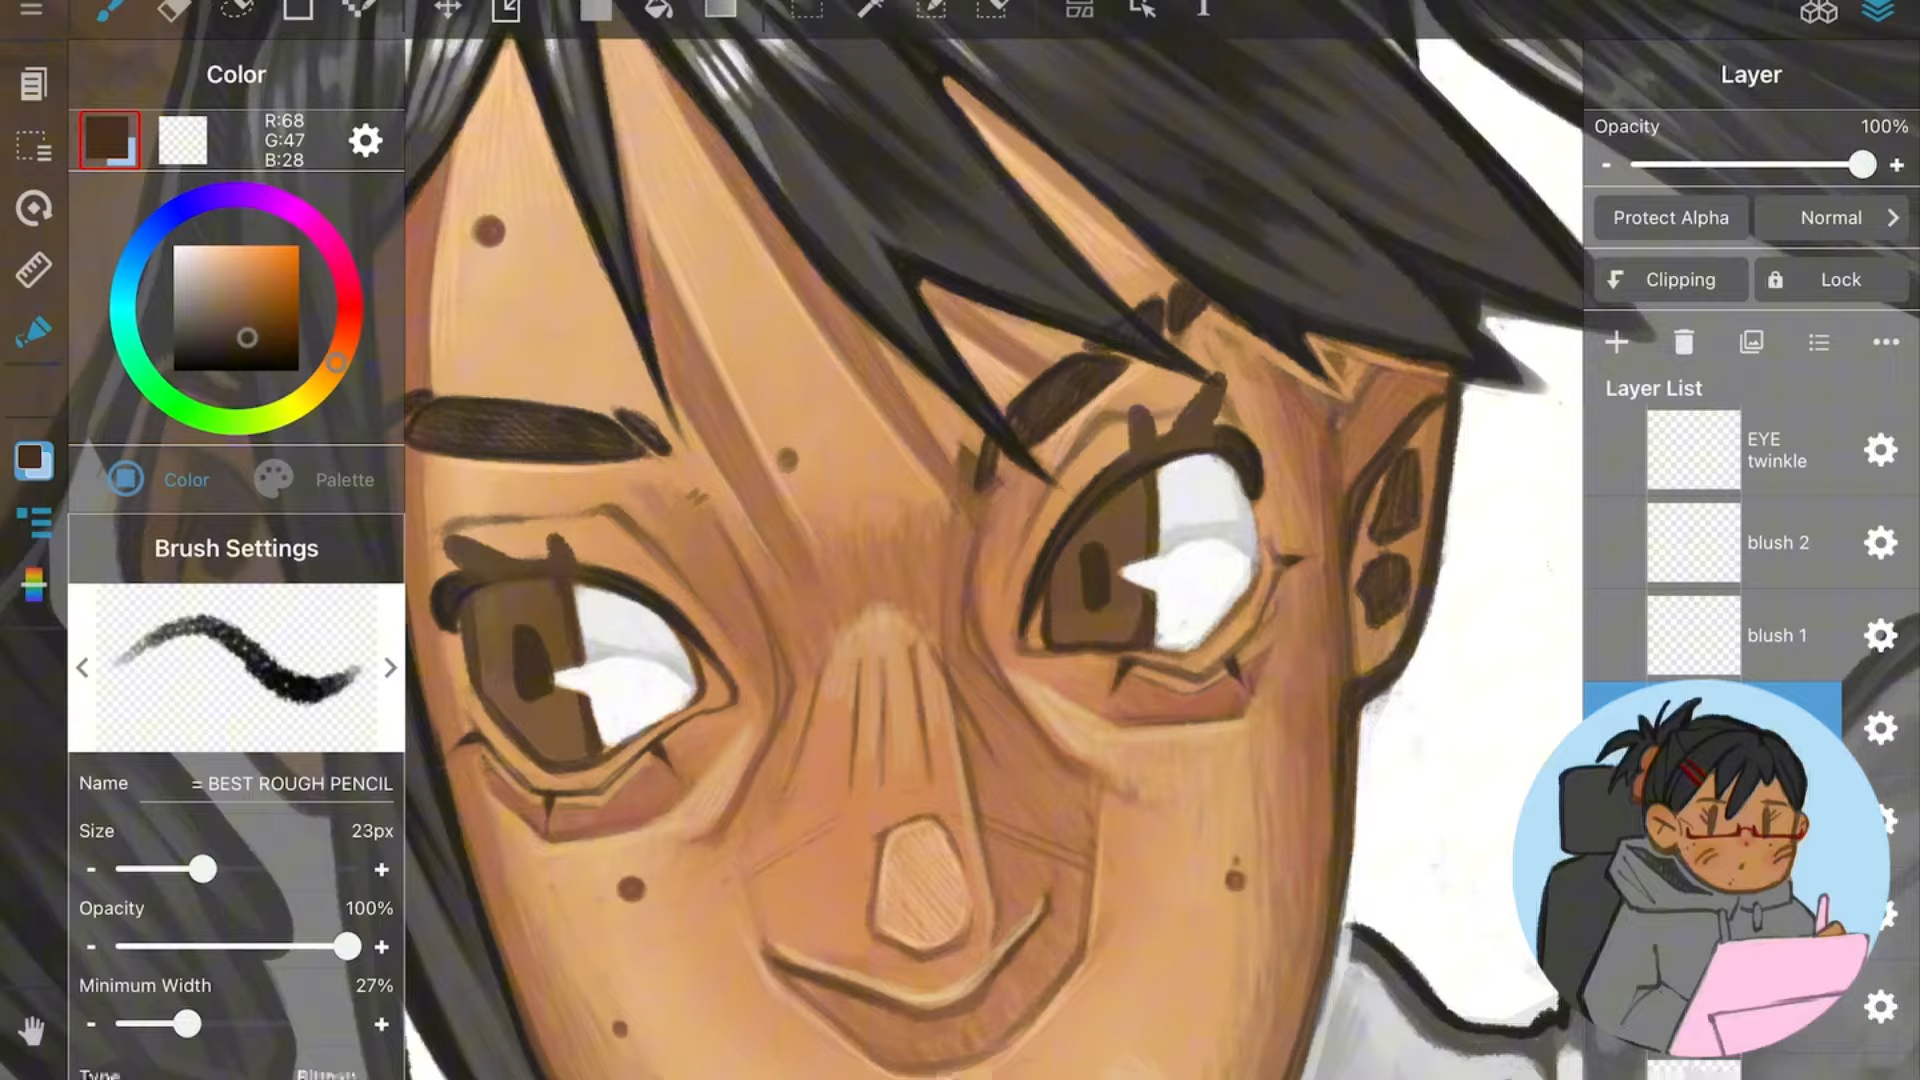 Color
R:68
G:47
B:28
Color
Palette
Brush Settings
Name
= BEST ROUGH PENCIL
Size
23px
- +
Opacity
100%
- +
Minimum Width
27%
- +
Type
T
Layer
Opacity
100%
- +
Protect Alpha
Normal
Clipping
Lock
Layer List
EYE
twinkle
blush 2
blush 1